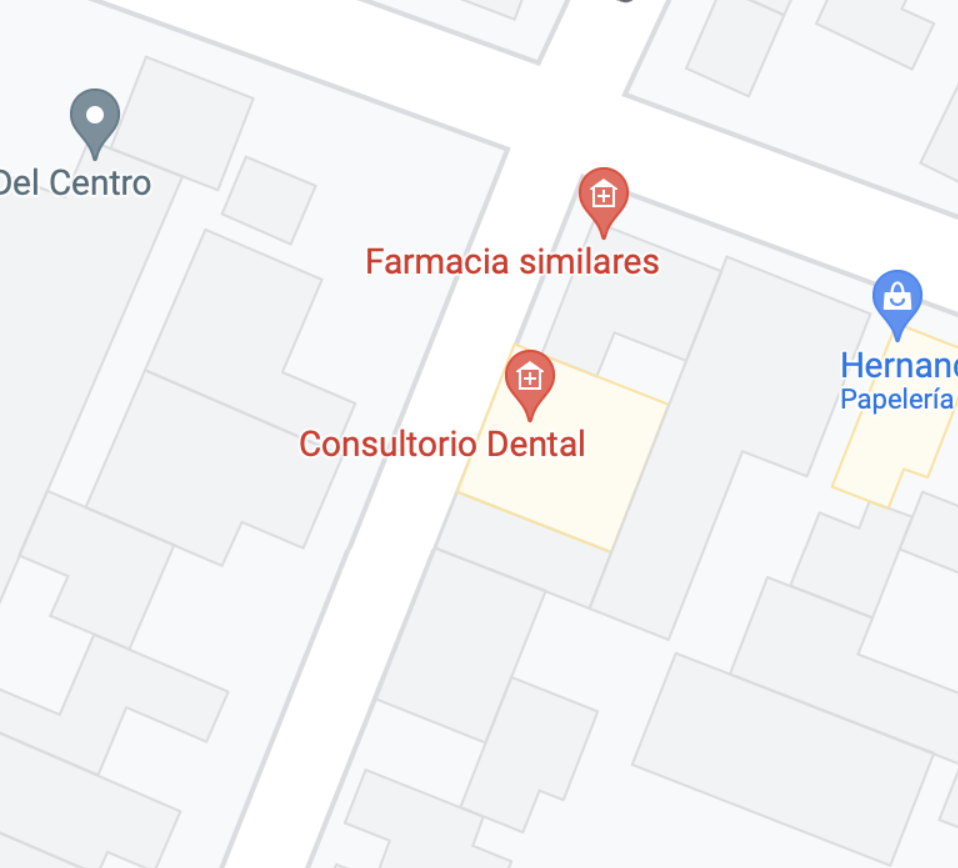 Del Centro
Farmacia similares
Consultorio Dental
Papelería